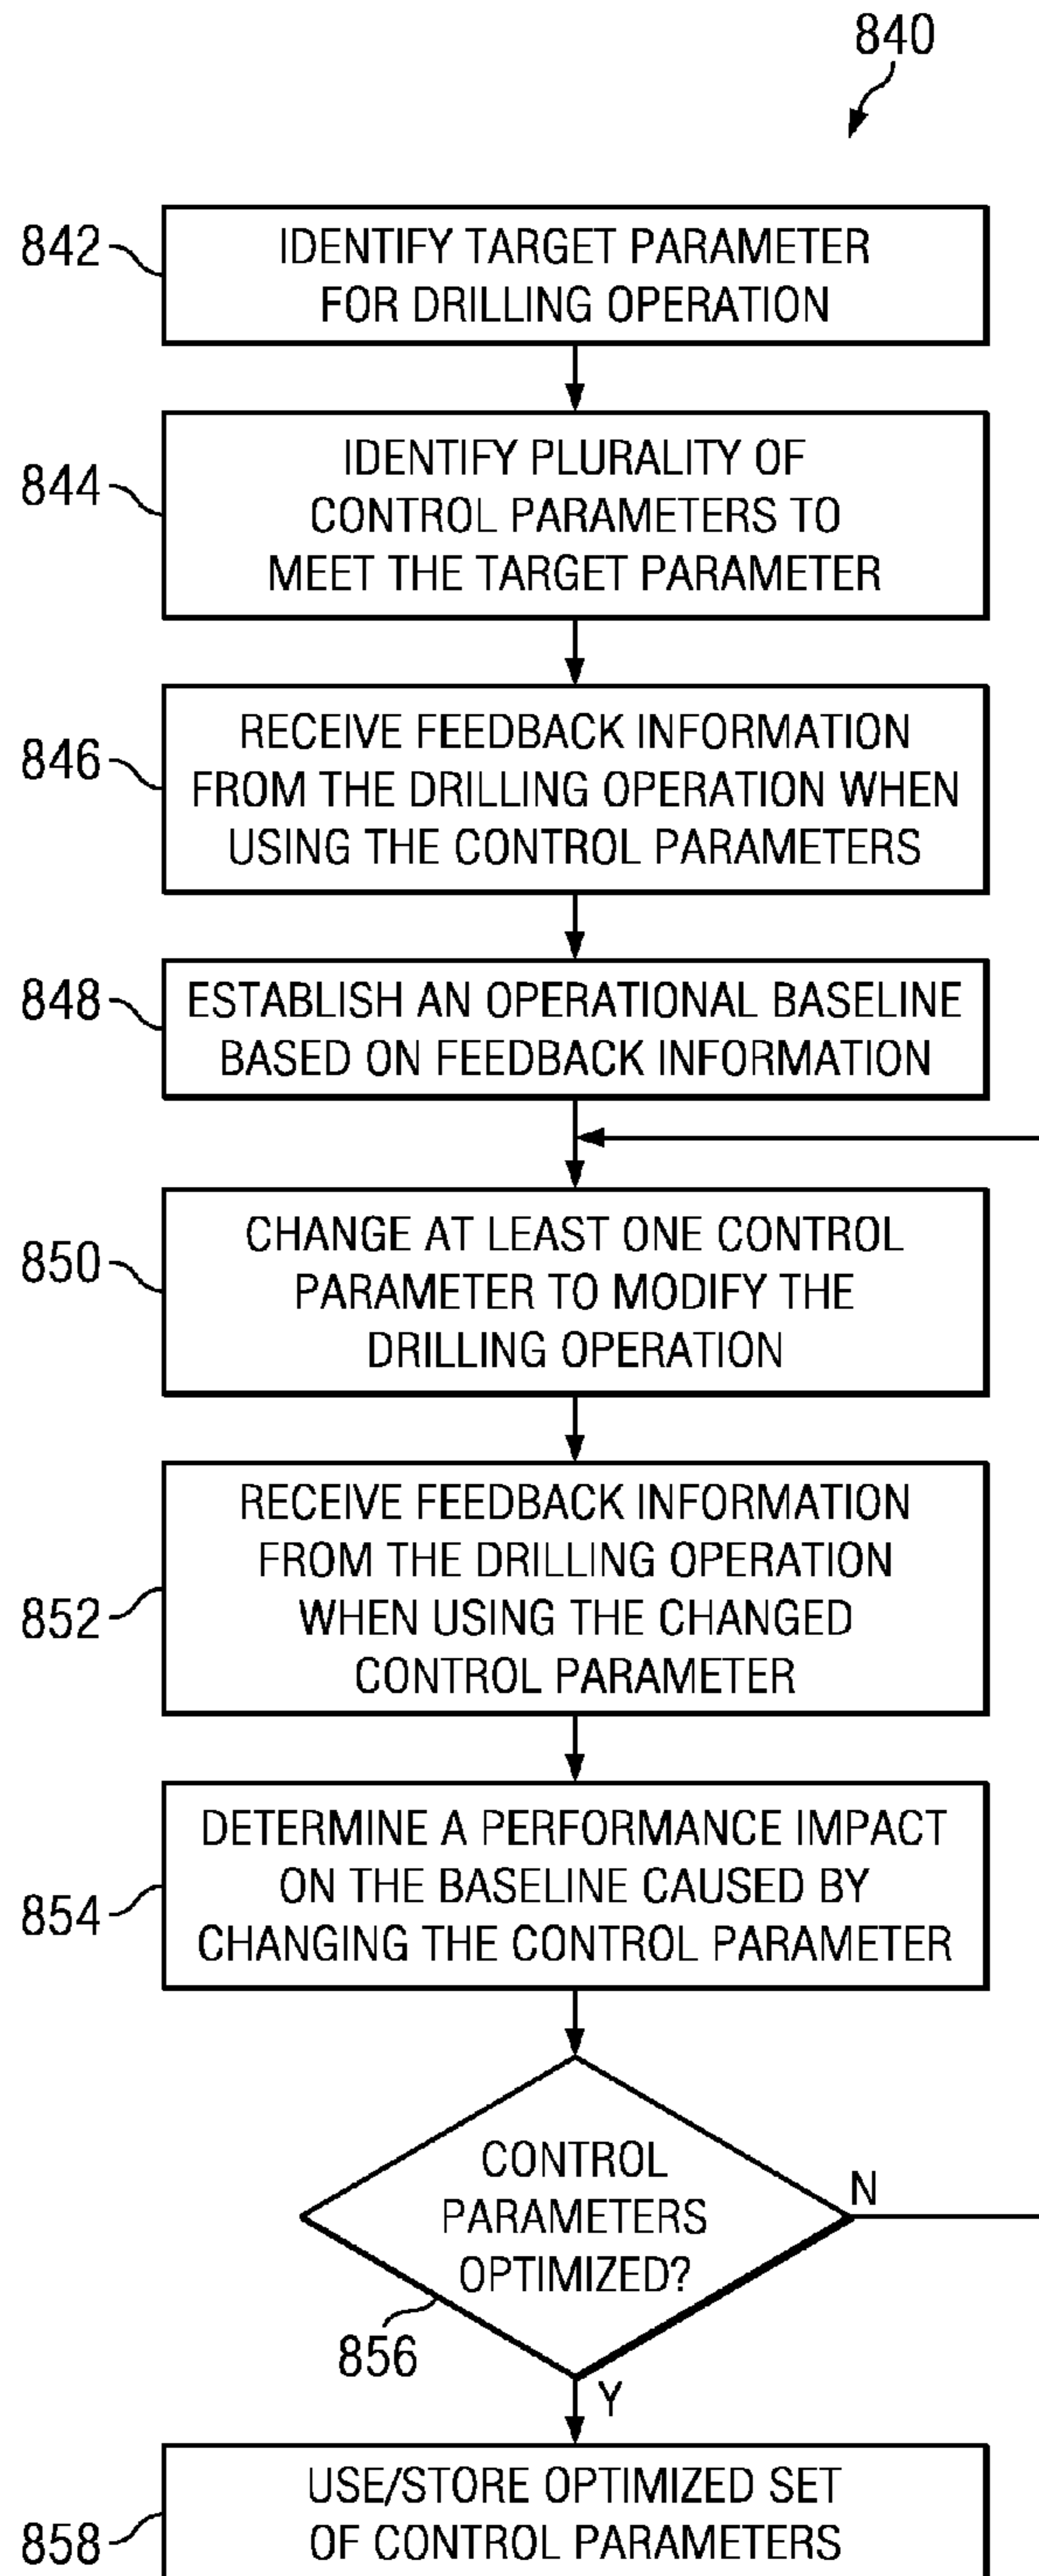 840
842
IDENTIFY TARGET PARAMETER
FOR DRILLING OPERATION
844
IDENTIFY PLURALITY OF
CONTROL PARAMETERS TO
MEET THE TARGET PARAMETER
846
RECEIVE FEEDBACK INFORMATION
FROM THE DRILLING OPERATION WHEN
USING THE CONTROL PARAMETERS
848
ESTABLISH AN OPERATIONAL BASELINE
BASED ON FEEDBACK INFORMATION
850
CHANGE AT LEAST ONE CONTROL
PARAMETER TO MODIFY THE
DRILLING OPERATION
852
RECEIVE FEEDBACK INFORMATION
FROM THE DRILLING OPERATION
WHEN USING THE CHANGED
CONTROL PARAMETER
854
DETERMINE A PERFORMANCE IMPACT
ON THE BASELINE CAUSED BY
CHANGING THE CONTROL PARAMETER
CONTROL
PARAMETERS
OPTIMIZED?
N
856
Y
858
USE/STORE OPTIMIZED SET
OF CONTROL PARAMETERS